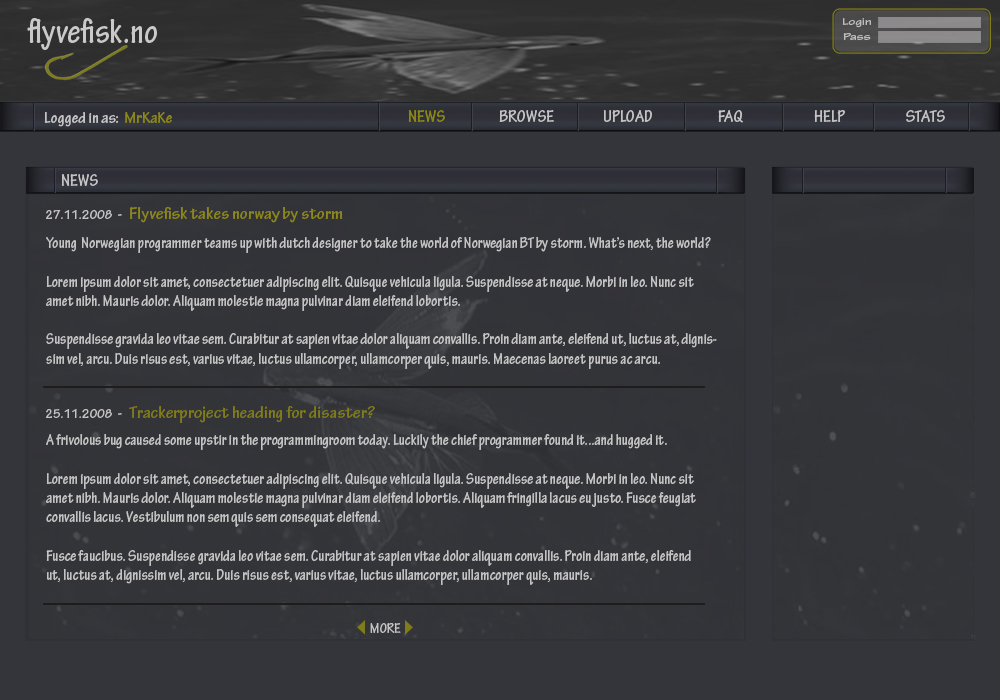 flyvefisk.no
Login
Pass
Logged in as: MrKaKe
NEWS BROWSE UPLOAD FAQ HELP STATS
NEWS
27.11.2008 - Flyvefisk takes norway by storm
Young Norwegian programmer teams up with dutch designer to take the world of Norwegian BT by storm. What's next, the world?
Lorem ipsum dolor sit amet, consectetuer adipiscing elit. Quisque vehicula ligula. Suspendisse at neque. Morbi in leo. Nunc sit
amet nibh. Mauris dolor. Aliquam molestie magna pulvinar diam eleifend lobortis.
Suspendisse gravida leo vitae sem. Curabitur at sapien vitae dolor aliquam convallis. Proin diam ante, eleifend ut, luctus at, dignis-
sim vel, arcu. Duis risus est, varius vitae, luctus ullamcorper, ullamcorper quis, mauris. Maecenas laoreet purus ac arcu.
25.11.2008 - Trackerproject heading for disaster?
A frivolous bug caused some upstir in the programmingroom today. Luckily the chief programmer found it...and hugged it.
Lorem ipsum dolor sit amet, consectetuer adipiscing elit. Quisque vehicula ligula. Suspendisse at neque. Morbi in leo. Nunc sit
amet nibh. Mauris dolor. Aliquam molestie magna pulvinar diam eleifend lobortis. Aliquam fringilla lacus eu justo. Fusce feugiat
convallis lacus. Vestibulum non sem quis sem consequat eleifend.
Fusce faucibus. Suspendisse gravida leo vitae sem. Curabitur at sapien vitae dolor aliquam convallis. Proin diam ante, eleifend
ut, luctus at, dignissim vel, arcu. Duis risus est, varius vitae, luctus ullamcorper, ullamcorper quis, mauris.
MORE